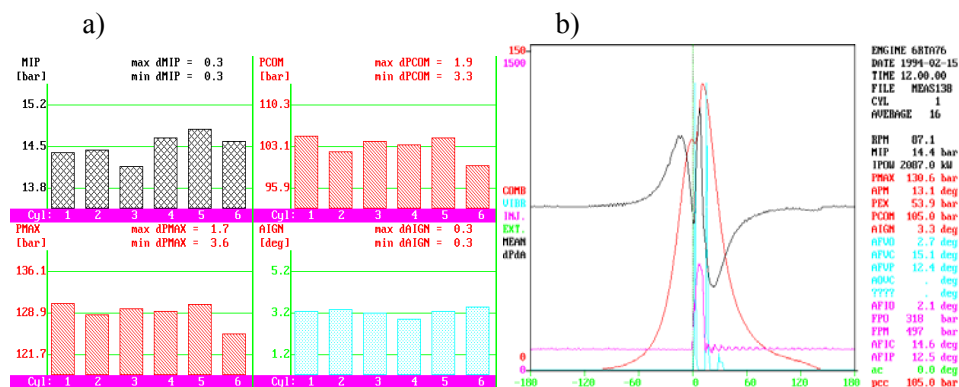 a)
b)
MIP max dMIP = 0.3
[bar] min dMIP = 0.3
15.2
14.5
13.8
Cyl: 1 2 3 4 5 6
PCOM max dPCOM = 1.9
[bar] min dPCOM = 3.3
110.3
103.1
95.9
Cyl: 1 2 3 4 5 6
PMAX max dPMAX = 1.7
[bar] min dPMAX = 3.6
136.1
128.9
121.7
Cyl: 1 2 3 4 5 6
AIGN max dAIGN = 0.3
[deg] min dAIGN = 0.3
5.2
3.2
1.2
Cyl: 1 2 3 4 5 6
150
1500
COMB
VIBR
INJ.
EXT.
MEAN
dPdA
0
0
-180 -120 -60 0 60 120 180
ENGINE 6RTA76
DATE 1994-02-15
TIME 12.00.00
FILE MEAS138
CYL 1
AVERAGE 16
RPM 87.1
MIP 14.4 bar
IPOW 2087.0 kW
PMAX 130.6 bar
APM 13.1 deg
PEX 53.9 bar
PCOM 105.0 bar
AIGN 3.3 deg
AFVO 2.7 deg
AFVC 15.1 deg
AFVP 12.4 deg
AOVC . deg
???? . deg
AFIO 2.1 deg
FPO 318 bar
FPM 497 bar
AFIC 14.6 deg
AFIP 12.5 deg
ac 0.0 deg
pcc 105.0 bar